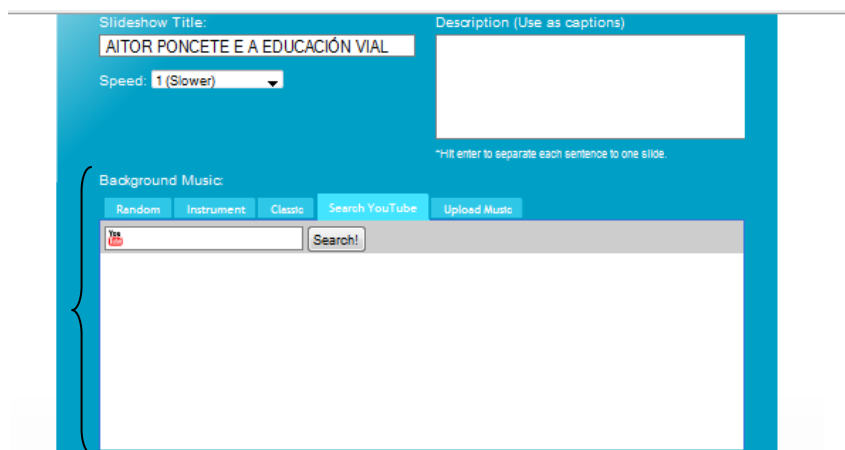 Slideshow Title:
AITOR PONCETE E A EDUCACIÓN VIAL
Speed: 1 (Slower)
Description (Use as captions)
*Hit enter to separate each sentence to one slide.
Background Music:
Random Instrument Classic Search YouTube Upload Music
You Tube Search!